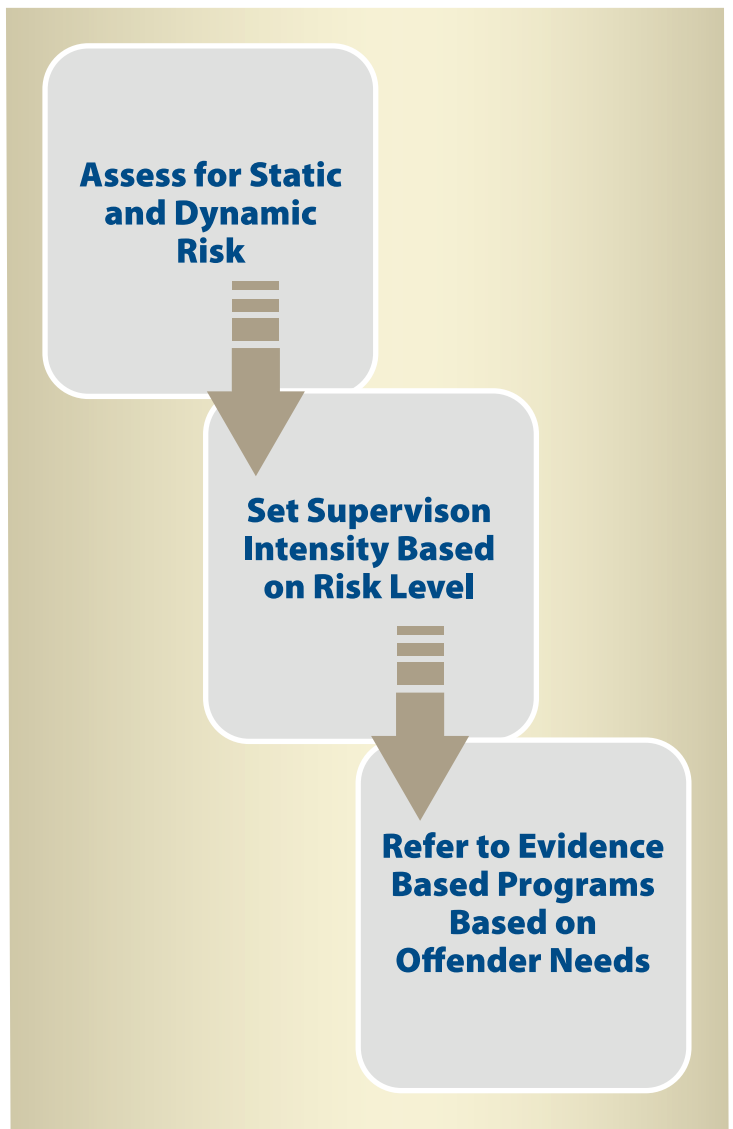 Assess for Static
and Dynamic
Risk
Set Supervison
Intensity Based
on Risk Level
Refer to Evidence
Based Programs
Based on
Offender Needs